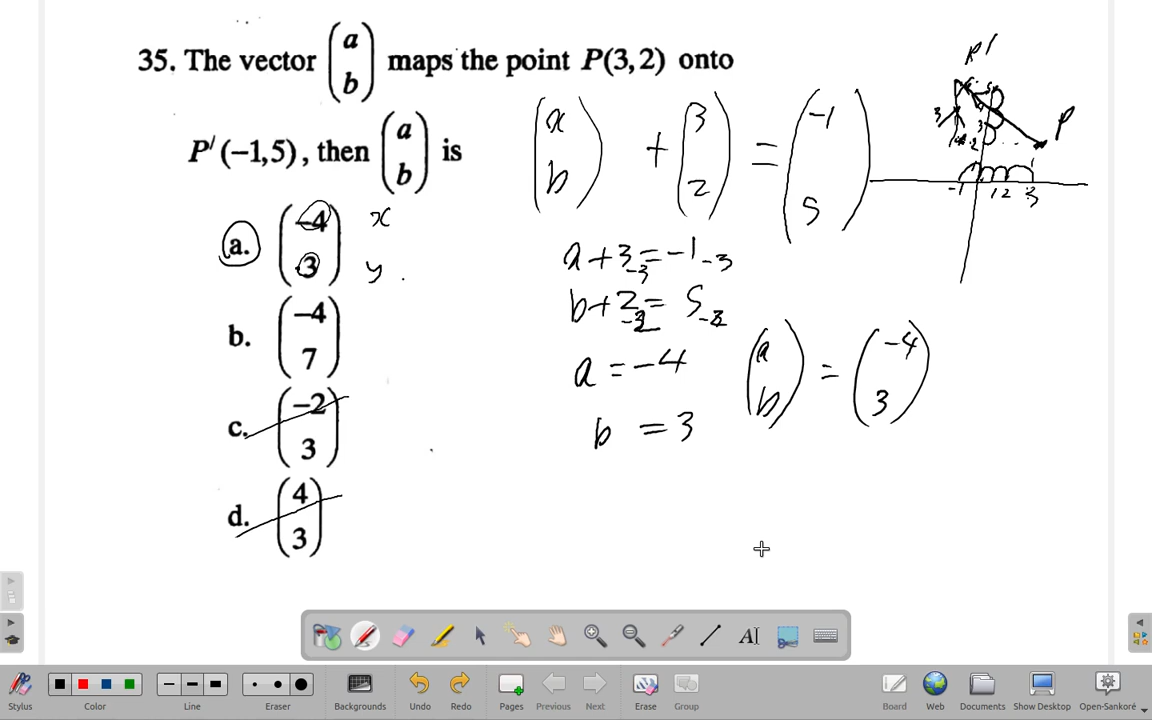 35. The vector (a b) maps the point P(3,2) onto
P'(−1,5), then (a b) is
a. (−4 3) x y
b. (−4 7)
c. (−2 3)
d. (4 3)
(a b) + (3 2) = (−1 5)
a + 3 −3 = −1 −3
b + 2 −2 = 5 −2
a = −4
b = 3
(a b) = (−4 3)
P'
P
3
−1 1 2 3
Stylus Color Line Eraser Backgrounds Undo Redo Pages Previous Next Erase Group Board Web Documents Show Desktop Open-Sankoré